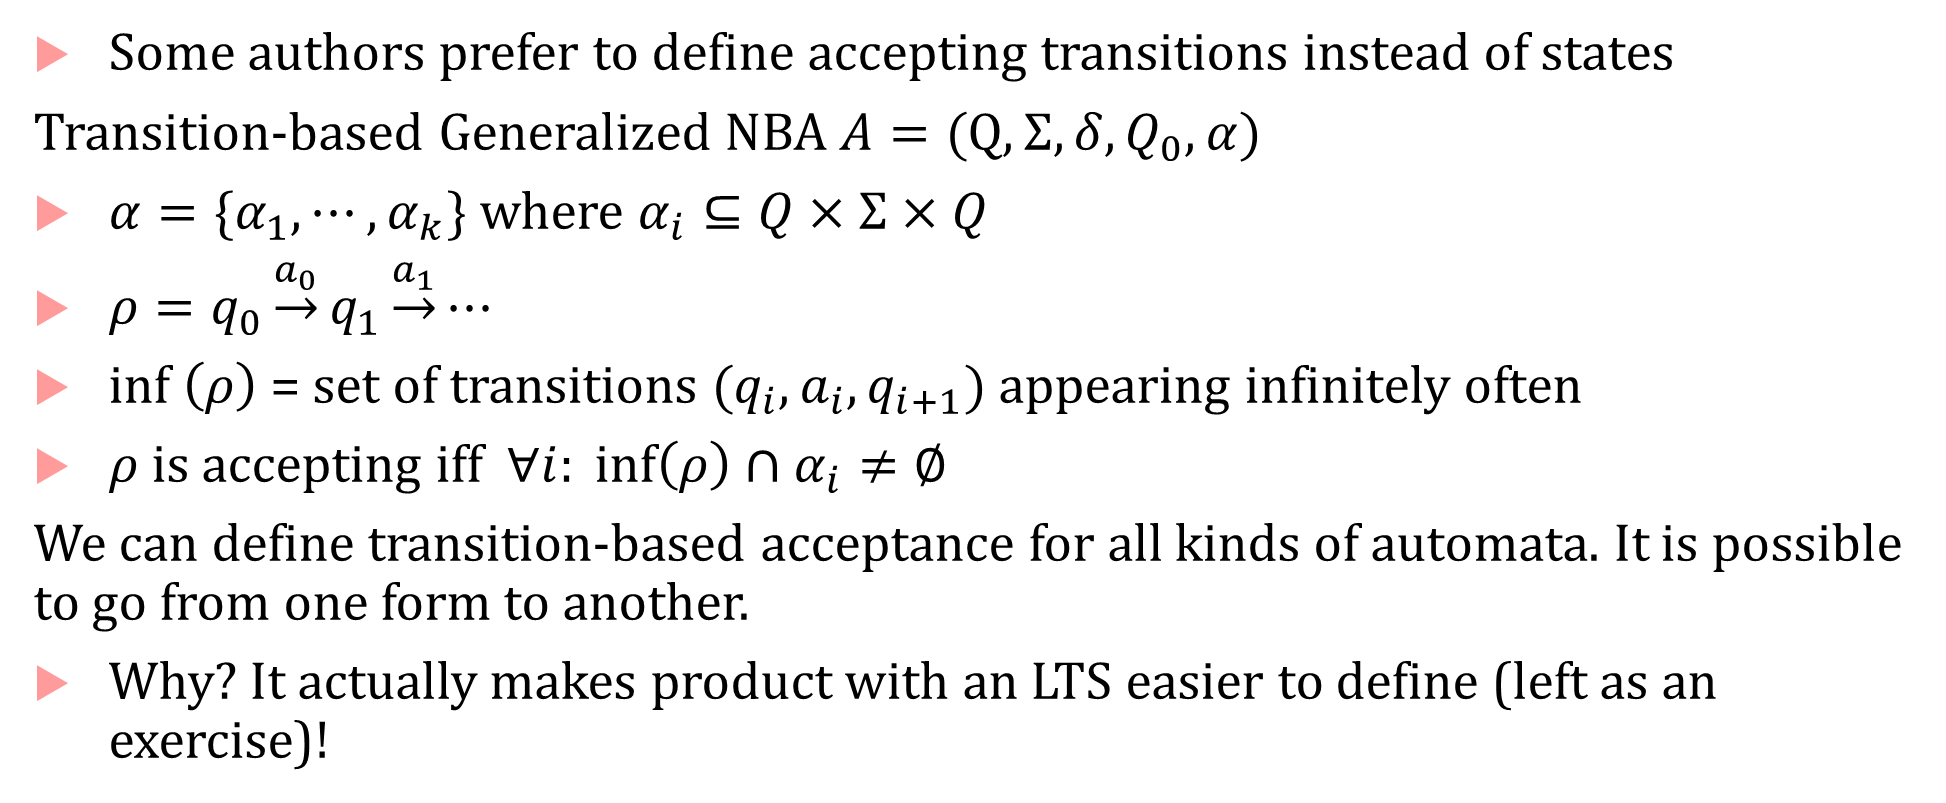 ▶ Some authors prefer to define accepting transitions instead of states
Transition-based Generalized NBA A = (Q, Σ, δ, Q₀, α)
▶ α = {α₁, ⋯ , αₖ} where αᵢ ⊆ Q × Σ × Q
▶ ρ = q₀ →^{a₀} q₁ →^{a₁} ⋯
▶ inf (ρ) = set of transitions (qᵢ, aᵢ, qᵢ₊₁) appearing infinitely often
▶ ρ is accepting iff ∀i: inf(ρ) ∩ αᵢ ≠ ∅
We can define transition-based acceptance for all kinds of automata. It is possible
to go from one form to another.
▶ Why? It actually makes product with an LTS easier to define (left as an
exercise)!